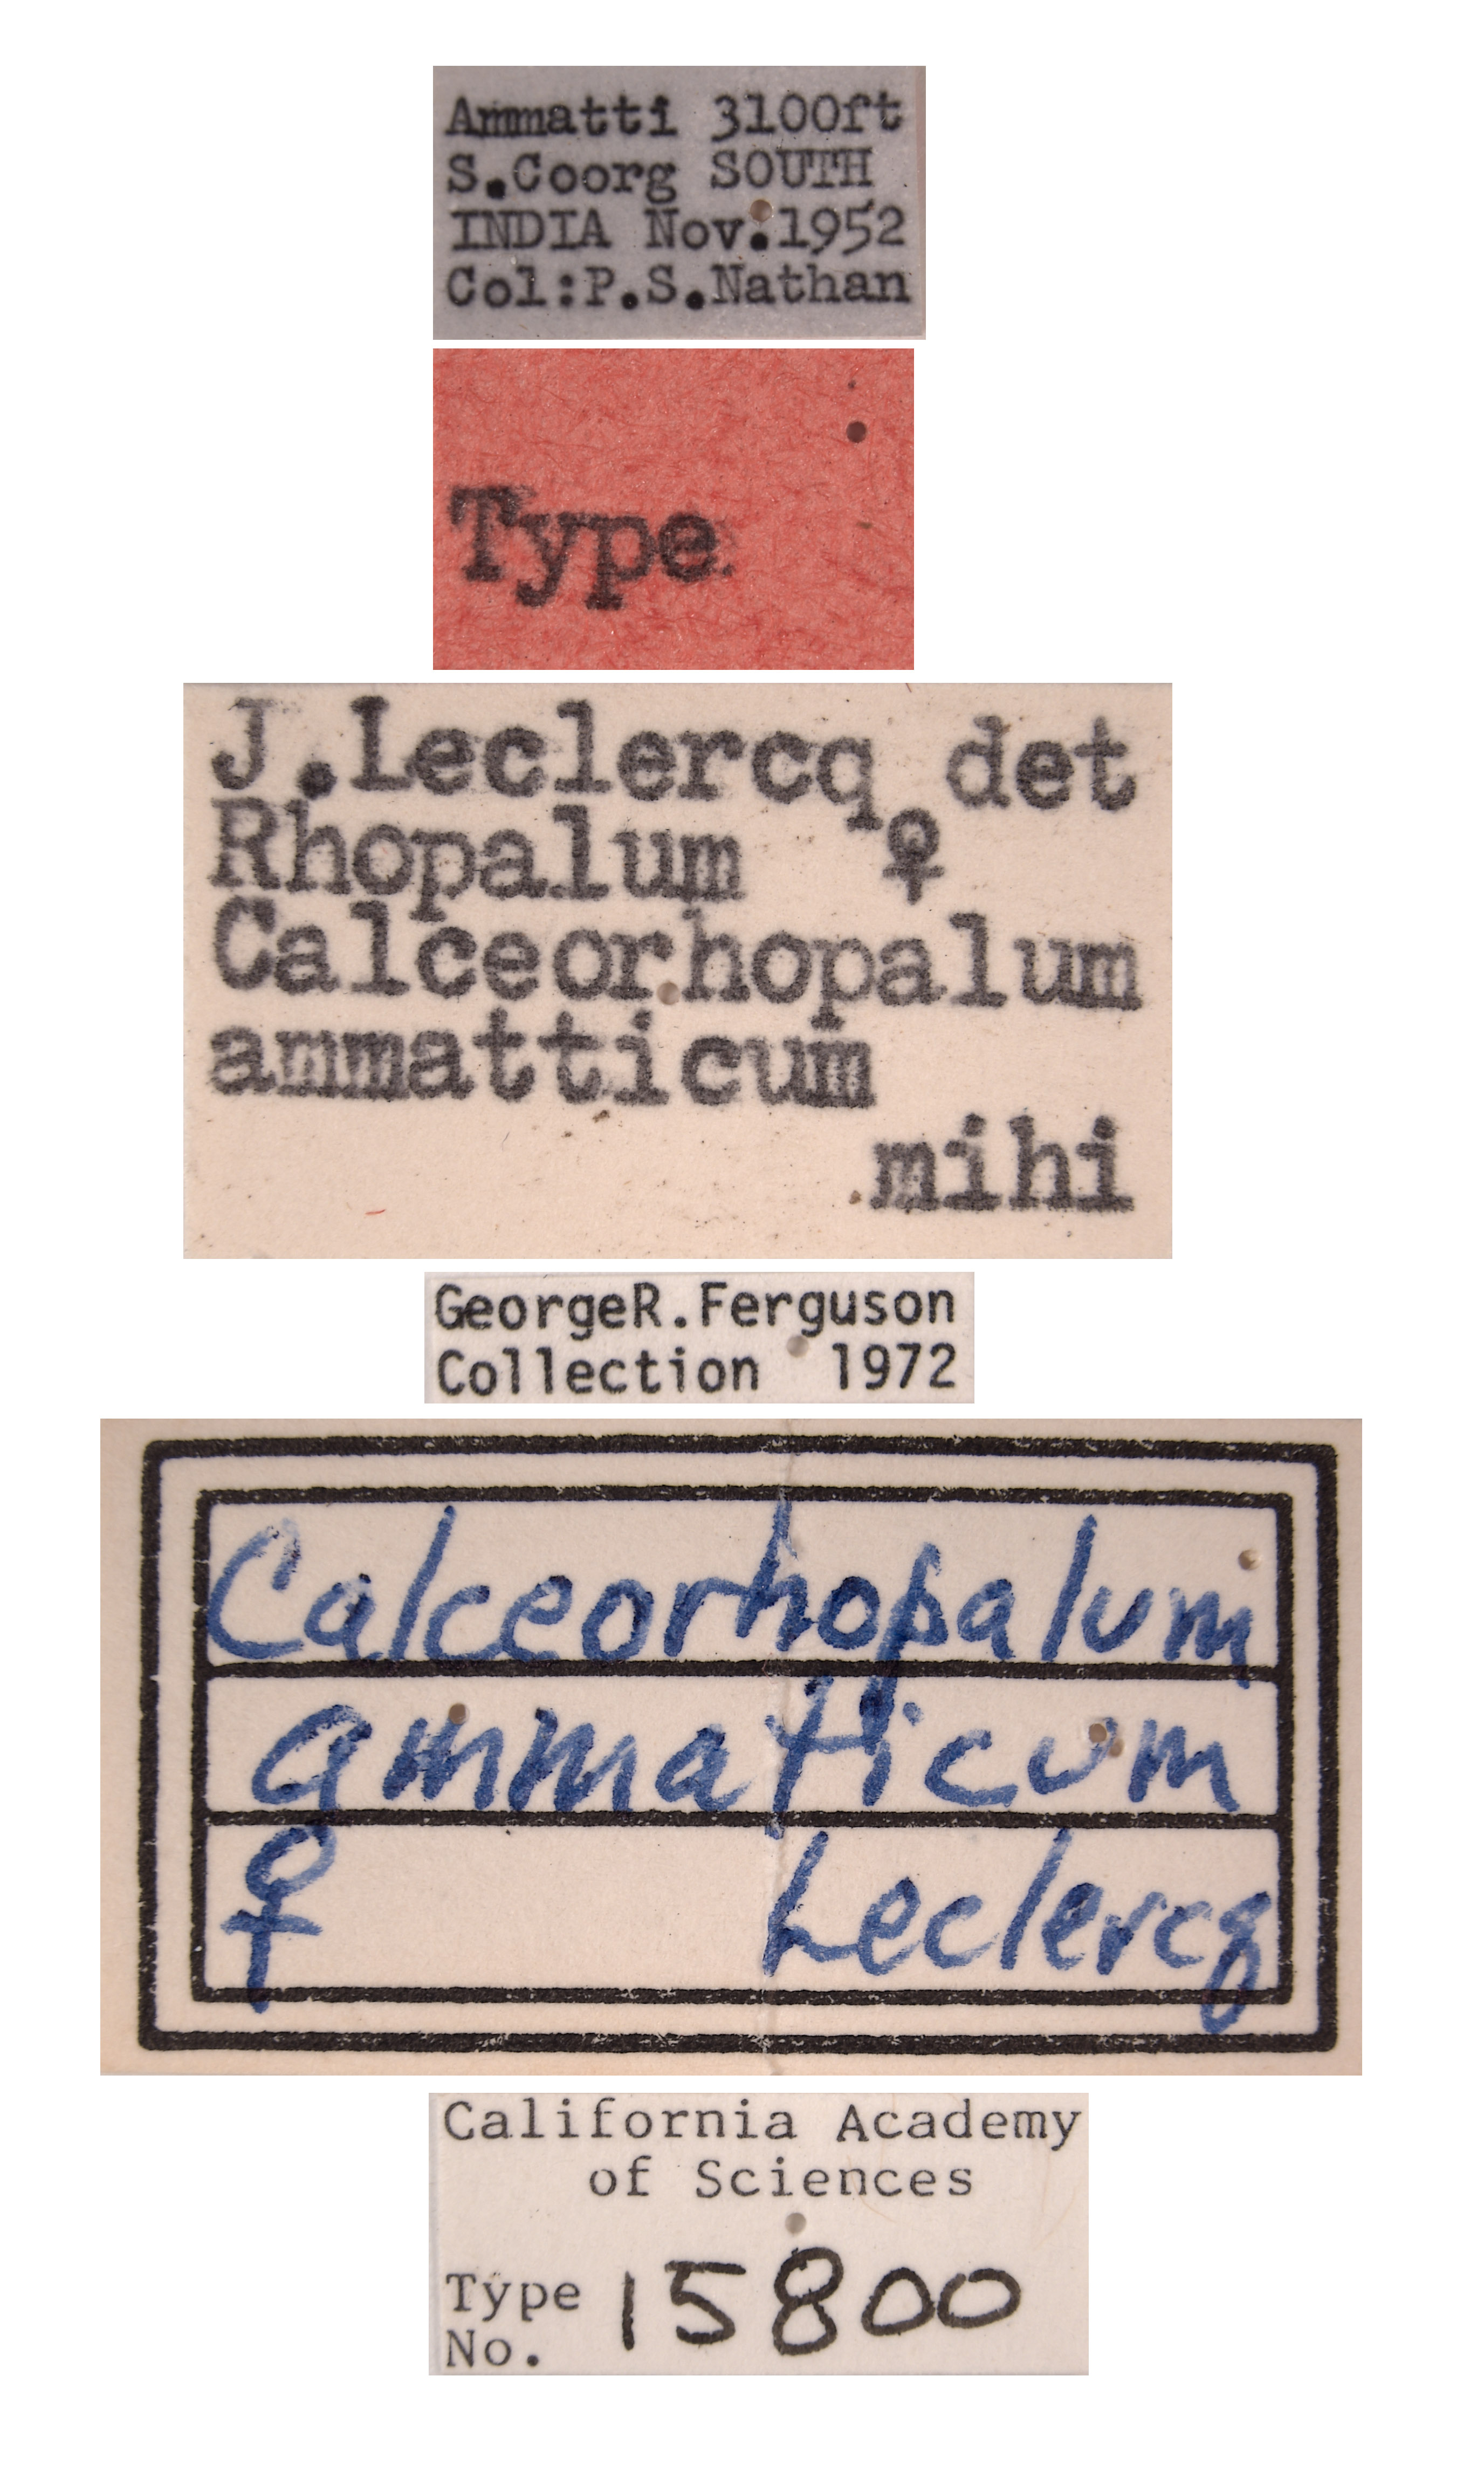 Ammatti 3100ft
S.Coorg SOUTH
INDIA Nov.1952
Col:P.S.Nathan
Type
J.Leclercq det
Rhopalum ♀
Calceorhopalum
ammatticum
mihi
GeorgeR.Ferguson
Collection 1972
Calceorhopalum
ammaticum
♀ Leclercq
California Academy
of Sciences
Type
No. 15800